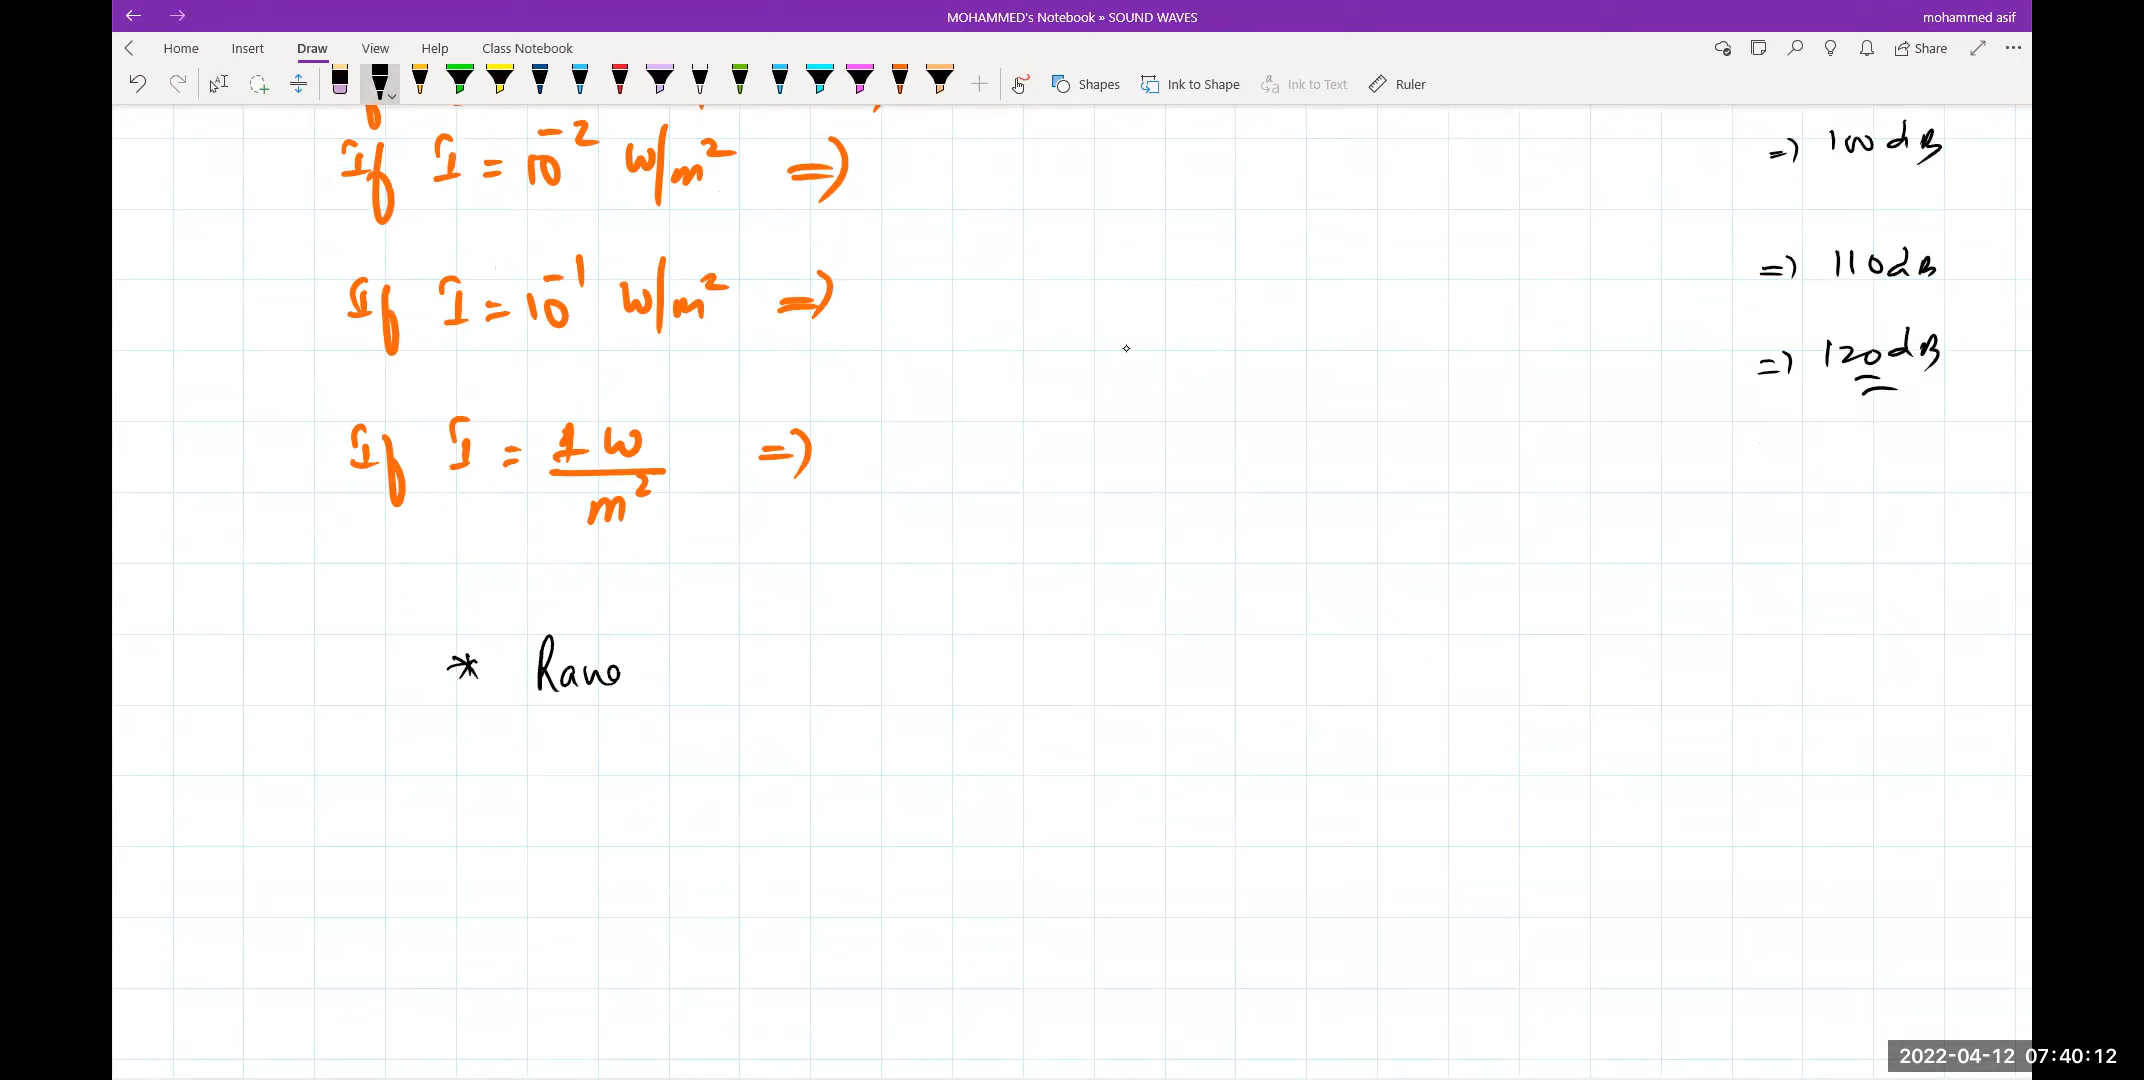 MOHAMMED's Notebook » SOUND WAVES
mohammed asif
Home Insert Draw View Help Class Notebook
Share
Shapes Ink to Shape Ink to Text Ruler
If I = 10⁻² W/m² => => 100 dB
If I = 10⁻¹ W/m² => => 110 dB
=> 120 dB
If I = 1 W / m² =>
* Rano
2022-04-12 07:40:12